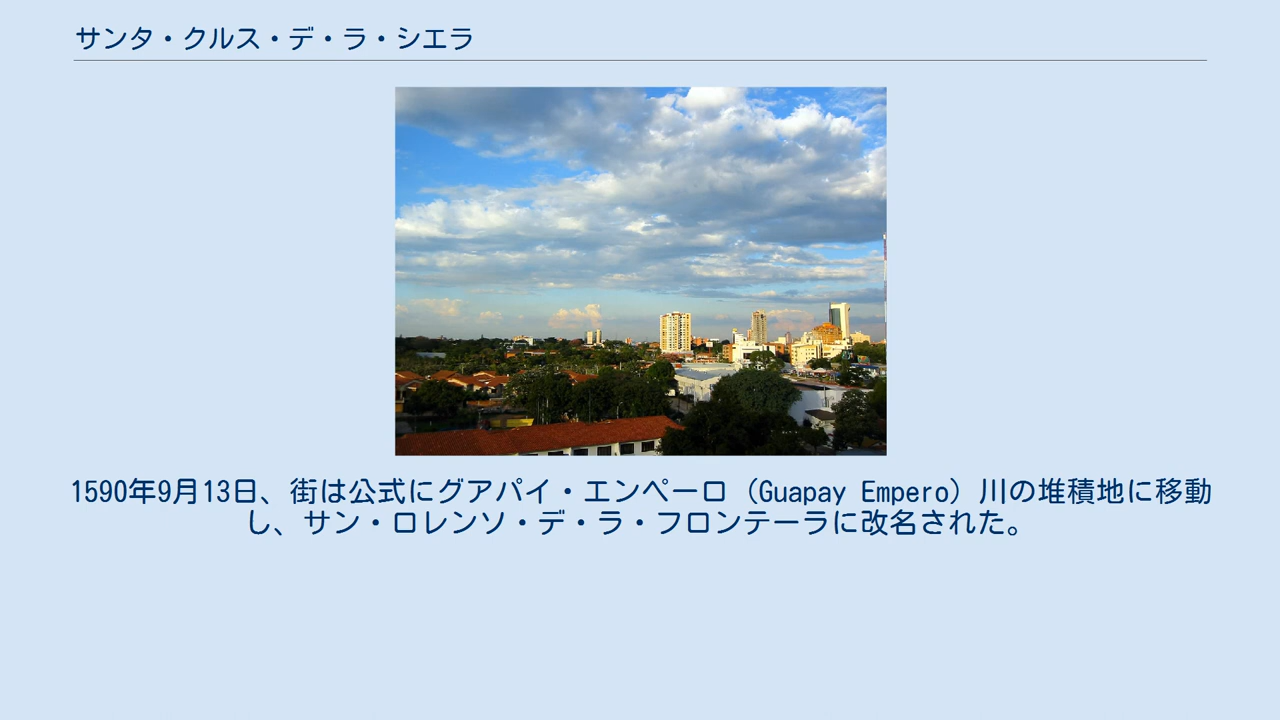 サンタ・クルス・デ・ラ・シエラ
1590年9月13日、街は公式にグアパイ・エンペーロ（Guapay Empero）川の堆積地に移動
し、サン・ロレンソ・デ・ラ・フロンテーラに改名された。